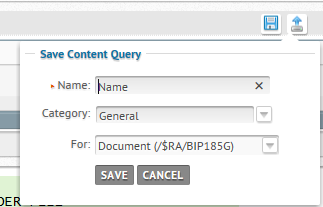 Save Content Query
Name: Name
Category: General
For: Document (/$RA/BIP185G)
SAVE CANCEL